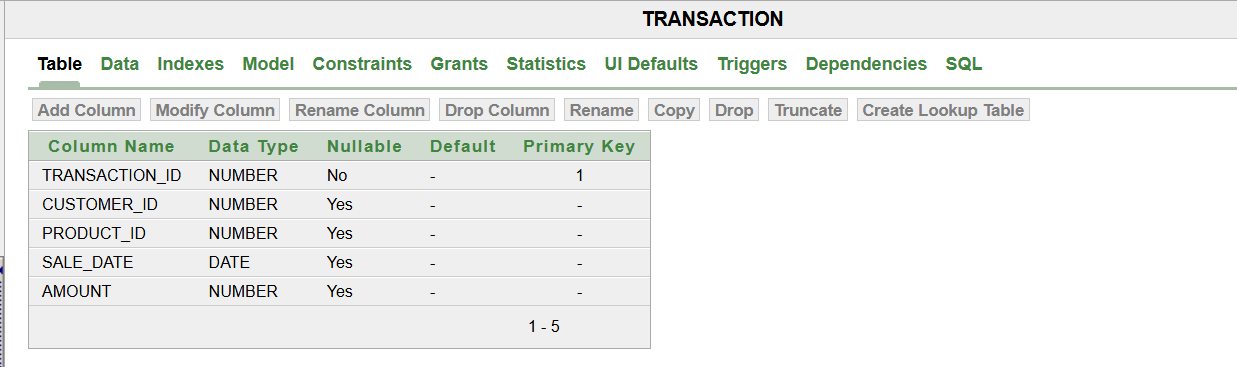 TRANSACTION
Table Data Indexes Model Constraints Grants Statistics UI Defaults Triggers Dependencies SQL
Add Column Modify Column Rename Column Drop Column Rename Copy Drop Truncate Create Lookup Table
Column Name Data Type Nullable Default Primary Key
TRANSACTION_ID NUMBER No - 1
CUSTOMER_ID NUMBER Yes - -
PRODUCT_ID NUMBER Yes - -
SALE_DATE DATE Yes - -
AMOUNT NUMBER Yes - -
1 - 5